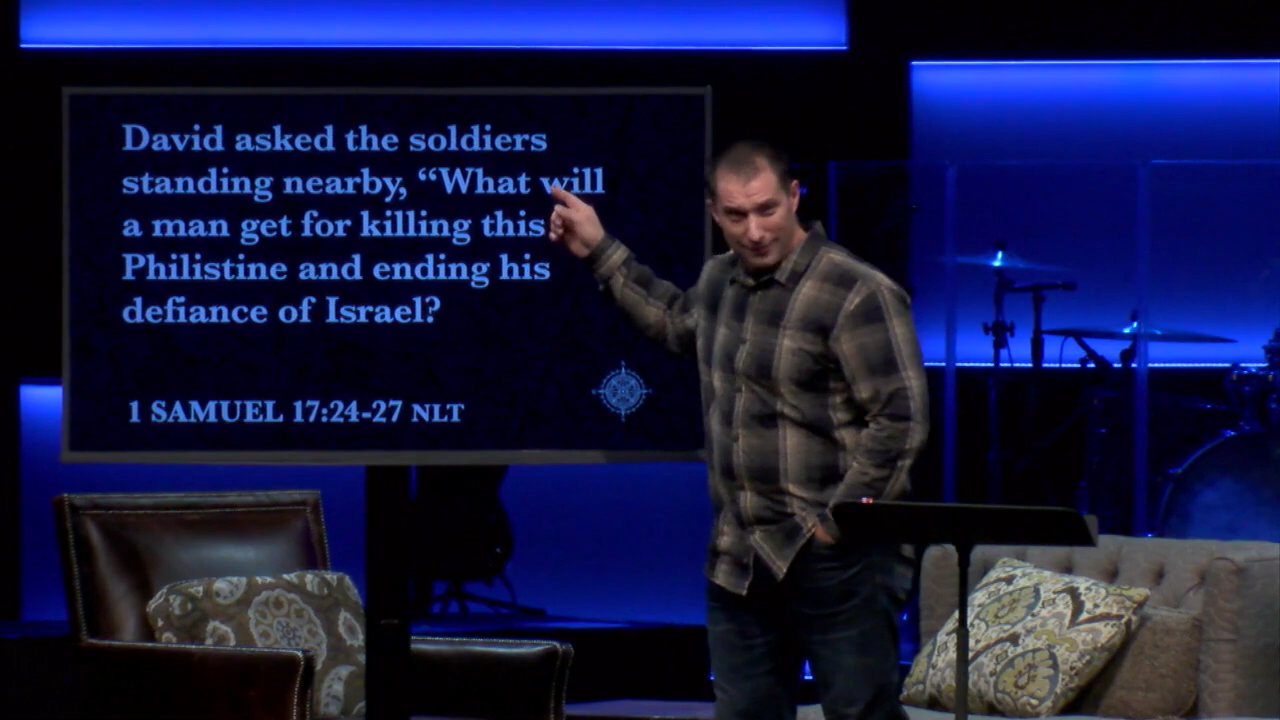 David asked the soldiers
standing nearby, “What will
a man get for killing this
Philistine and ending his
defiance of Israel?
1 SAMUEL 17:24-27 NLT